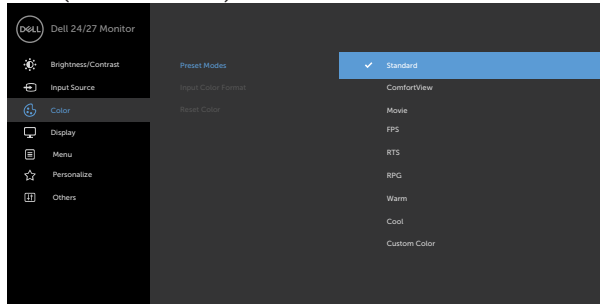 DELL Dell 24/27 Monitor
Brightness/Contrast
Input Source
Color
Display
Menu
Personalize
Others
Preset Modes
Input Color Format
Reset Color
Standard
ComfortView
Movie
FPS
RTS
RPG
Warm
Cool
Custom Color